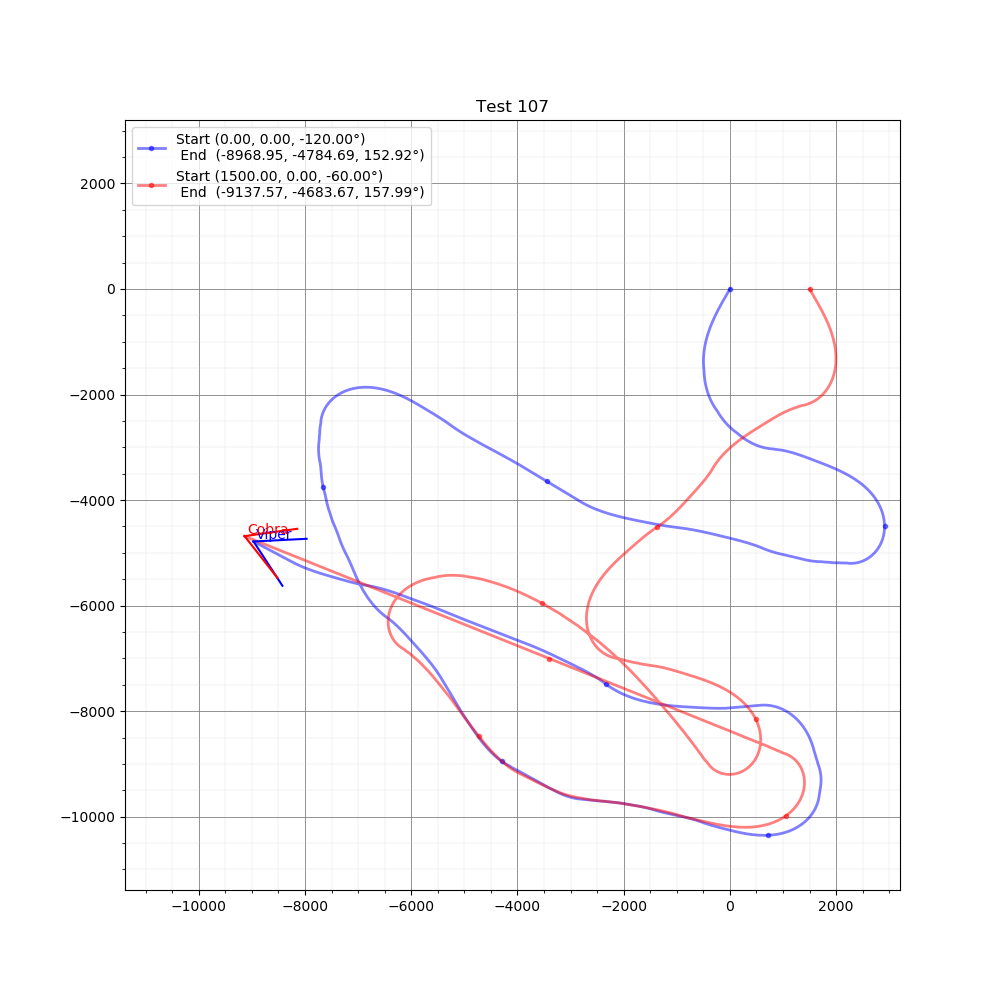 Test 107
Start (0.00, 0.00, -120.00°)
End  (-8968.95, -4784.69, 152.92°)
Start (1500.00, 0.00, -60.00°)
End  (-9137.57, -4683.67, 157.99°)
2000
0
−2000
−4000
Cobra
Viper
−6000
−8000
−10000
−10000
−8000
−6000
−4000
−2000
0
2000